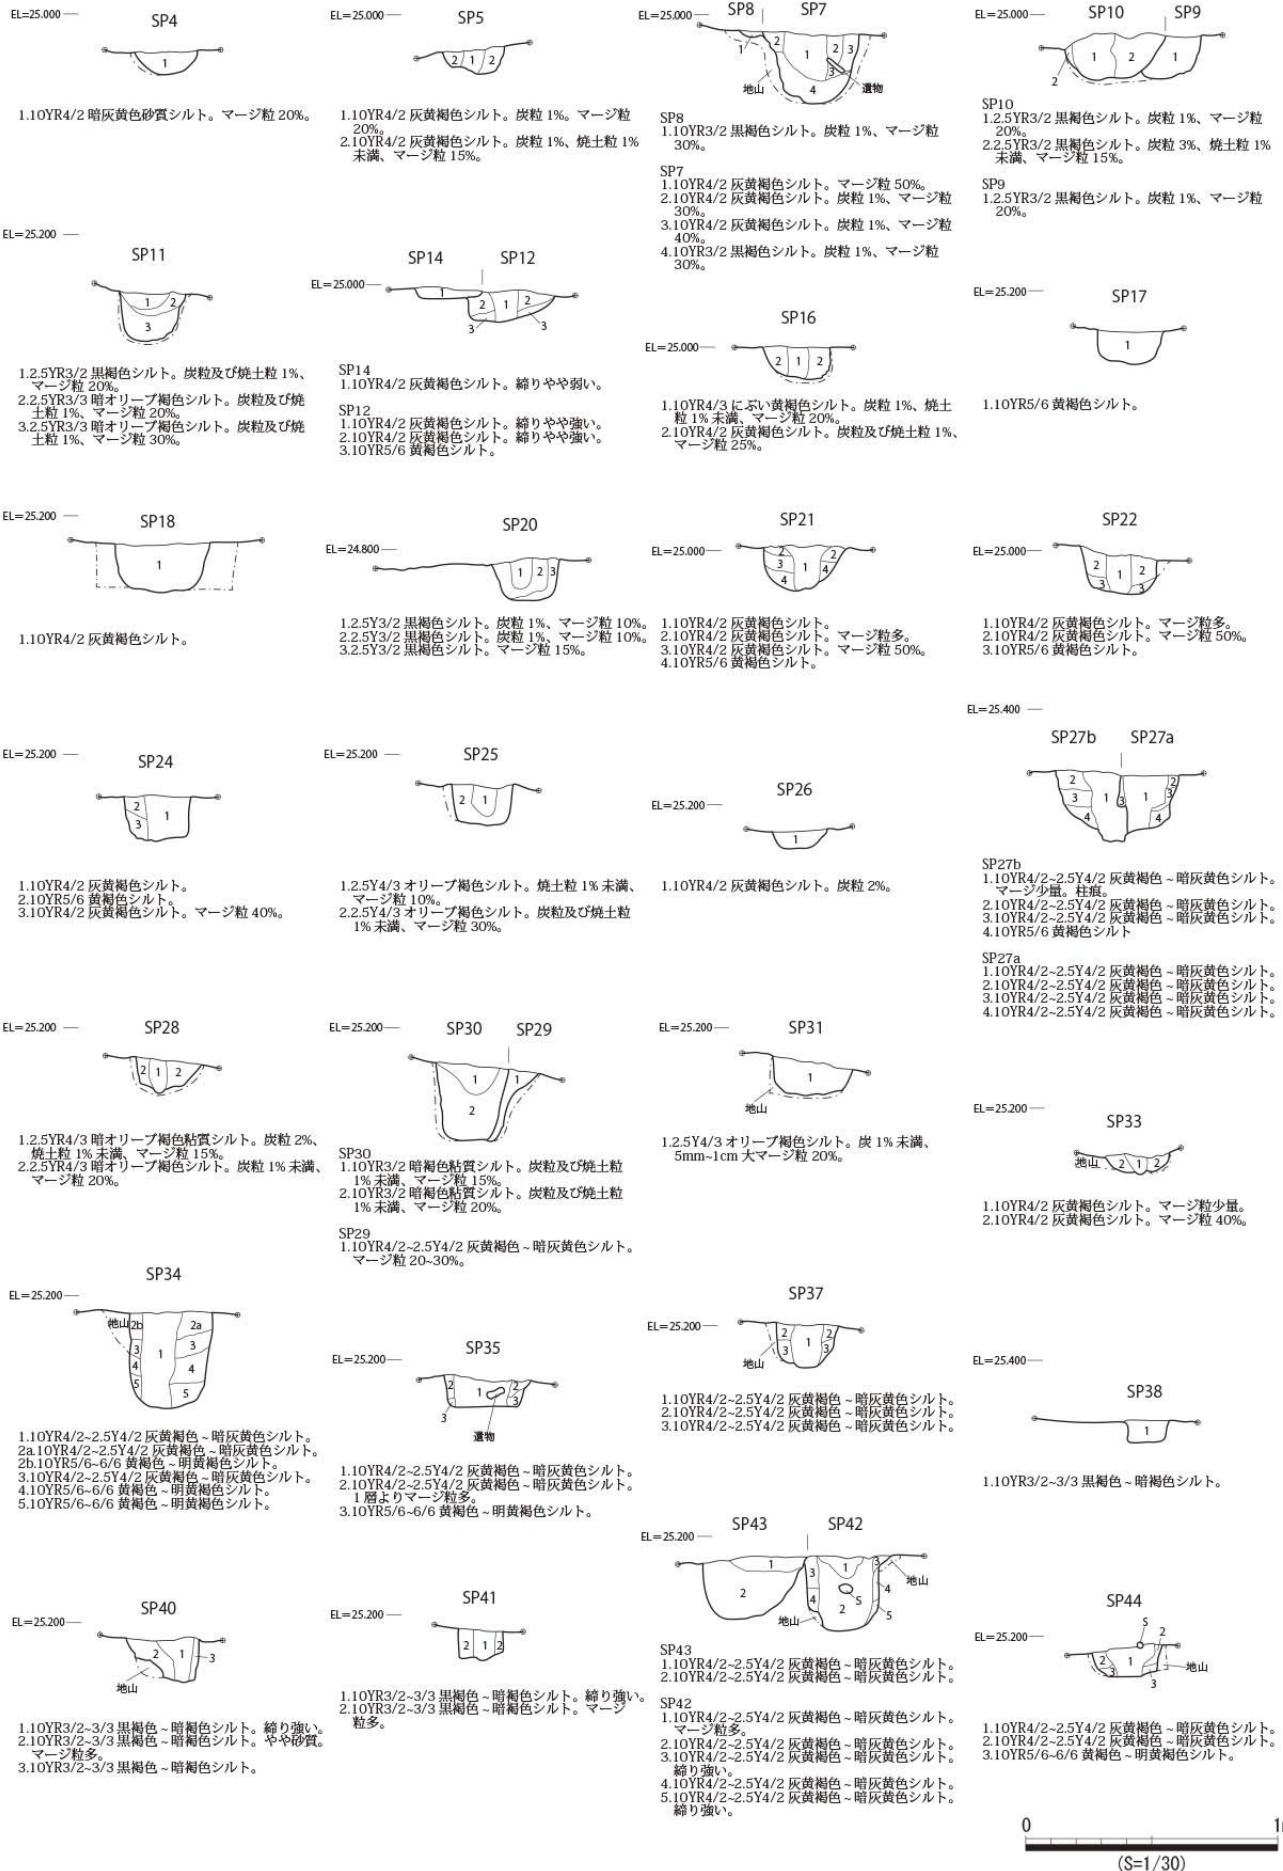 EL=25.000
SP4
1
1.10YR4/2 暗灰黄色砂質シルト。マージ粒 20%。
EL=25.000
SP5
2 1 2
1.10YR4/2 灰黄褐色シルト。炭粒 1%。マージ粒
20%。
2.10YR4/2 灰黄褐色シルト。炭粒 1%、焼土粒 1%
未満、マージ粒 15%。
EL=25.000
SP8 SP7
1 2 1 2 3
3
4
地山
遺物
SP8
1.10YR3/2 黒褐色シルト。炭粒 1%、マージ粒
30%。
SP7
1.10YR4/2 灰黄褐色シルト。マージ粒 50%。
2.10YR4/2 灰黄褐色シルト。炭粒 1%、マージ粒
30%。
3.10YR4/2 灰黄褐色シルト。炭粒 1%、マージ粒
40%。
4.10YR3/2 黒褐色シルト。炭粒 1%、マージ粒
30%。
EL=25.000
SP10 SP9
1 2 1
2
SP10
1.2.5YR3/2 黒褐色シルト。炭粒 1%、マージ粒
20%。
2.2.5YR3/2 黒褐色シルト。炭粒 3%、焼土粒 1%
未満、マージ粒 15%。
SP9
1.2.5YR3/2 黒褐色シルト。炭粒 1%、マージ粒
20%。
EL=25.200
SP11
1 2
3
1.2.5YR3/2 黒褐色シルト。炭粒及び焼土粒 1%、
マージ粒 20%。
2.2.5YR3/3 暗オリーブ褐色シルト。炭粒及び焼
土粒 1%、マージ粒 20%。
3.2.5YR3/3 暗オリーブ褐色シルト。炭粒及び焼
土粒 1%、マージ粒 30%。
EL=25.000
SP14 SP12
1
2 1 2
3 3
SP14
1.10YR4/2 灰黄褐色シルト。締りやや弱い。
SP12
1.10YR4/2 灰黄褐色シルト。締りやや強い。
2.10YR4/2 灰黄褐色シルト。締りやや強い。
3.10YR5/6 黄褐色シルト。
SP16
EL=25.000
2 1 2
1.10YR4/3 にぶい黄褐色シルト。炭粒 1%、焼土
粒 1% 未満、マージ粒 20%。
2.10YR4/2 灰黄褐色シルト。炭粒及び焼土粒 1%、
マージ粒 25%。
EL=25.200
SP17
1
1.10YR5/6 黄褐色シルト。
EL=25.200
SP18
1
1.10YR4/2 灰黄褐色シルト。
SP20
EL=24.800
1 2 3
1.2.5Y3/2 黒褐色シルト。炭粒 1%、マージ粒 10%。
2.2.5Y3/2 黒褐色シルト。炭粒 1%、マージ粒 10%。
3.2.5Y3/2 黒褐色シルト。マージ粒 15%。
SP21
EL=25.000
2 2
3 1
4 4
1.10YR4/2 灰黄褐色シルト。
2.10YR4/2 灰黄褐色シルト。マージ粒多。
3.10YR4/2 灰黄褐色シルト。マージ粒 50%。
4.10YR5/6 黄褐色シルト。
SP22
EL=25.000
2 1 2
3 3
1.10YR4/2 灰黄褐色シルト。マージ粒多。
2.10YR4/2 灰黄褐色シルト。マージ粒 50%。
3.10YR5/6 黄褐色シルト。
EL=25.200
SP24
2 1
3
1.10YR4/2 灰黄褐色シルト。
2.10YR5/6 黄褐色シルト。
3.10YR4/2 灰黄褐色シルト。マージ粒 40%。
EL=25.200
SP25
2 1
1.2.5Y4/3 オリーブ褐色シルト。焼土粒 1% 未満、
マージ粒 10%。
2.2.5Y4/3 オリーブ褐色シルト。炭粒及び焼土粒
1% 未満、マージ粒 30%。
SP26
EL=25.200
1
1.10YR4/2 灰黄褐色シルト。炭粒 2%。
EL=25.400
SP27b SP27a
2 2
3 1 3 1 3
4 4
SP27b
1.10YR4/2~2.5Y4/2 灰黄褐色 ~ 暗灰黄色シルト。
マージ少量。柱痕。
2.10YR4/2~2.5Y4/2 灰黄褐色 ~ 暗灰黄色シルト。
3.10YR4/2~2.5Y4/2 灰黄褐色 ~ 暗灰黄色シルト。
4.10YR5/6 黄褐色シルト
SP27a
1.10YR4/2~2.5Y4/2 灰黄褐色 ~ 暗灰黄色シルト。
2.10YR4/2~2.5Y4/2 灰黄褐色 ~ 暗灰黄色シルト。
3.10YR4/2~2.5Y4/2 灰黄褐色 ~ 暗灰黄色シルト。
4.10YR4/2~2.5Y4/2 灰黄褐色 ~ 暗灰黄色シルト。
EL=25.200
SP28
2 1 2
1.2.5YR4/3 暗オリーブ褐色粘質シルト。炭粒 2%、
焼土粒 1% 未満、マージ粒 15%。
2.2.5YR4/3 暗オリーブ褐色シルト。炭粒 1% 未満、
マージ粒 20%。
EL=25.200
SP30 SP29
1 1
2
SP30
1.10YR3/2 暗褐色粘質シルト。炭粒及び焼土粒
1% 未満、マージ粒 15%。
2.10YR3/2 暗褐色粘質シルト。炭粒及び焼土粒
1% 未満、マージ粒 20%。
SP29
1.10YR4/2~2.5Y4/2 灰黄褐色 ~ 暗灰黄色シルト。
マージ粒 20~30%。
EL=25.200
SP31
1
地山
1.2.5Y4/3 オリーブ褐色シルト。炭 1% 未満、
5mm~1cm 大マージ粒 20%。
EL=25.200
SP33
地山 2 1 2
1.10YR4/2 灰黄褐色シルト。マージ粒少量。
2.10YR4/2 灰黄褐色シルト。マージ粒 40%。
SP34
EL=25.200
地山 2b 2a
3 1 3
4 4
5 5
1.10YR4/2~2.5Y4/2 灰黄褐色 ~ 暗灰黄色シルト。
2a.10YR4/2~2.5Y4/2 灰黄褐色 ~ 暗灰黄色シルト。
2b.10YR5/6~6/6 黄褐色 ~ 明黄褐色シルト。
3.10YR4/2~2.5Y4/2 灰黄褐色 ~ 暗灰黄色シルト。
4.10YR5/6~6/6 黄褐色 ~ 明黄褐色シルト。
5.10YR5/6~6/6 黄褐色 ~ 明黄褐色シルト。
SP35
EL=25.200
2 1 2
3 3
遺物
1.10YR4/2~2.5Y4/2 灰黄褐色 ~ 暗灰黄色シルト。
2.10YR4/2~2.5Y4/2 灰黄褐色 ~ 暗灰黄色シルト。
1 層よりマージ粒多。
3.10YR5/6~6/6 黄褐色 ~ 明黄褐色シルト。
SP37
EL=25.200
2 1 2
3 3
地山
1.10YR4/2~2.5Y4/2 灰黄褐色 ~ 暗灰黄色シルト。
2.10YR4/2~2.5Y4/2 灰黄褐色 ~ 暗灰黄色シルト。
3.10YR4/2~2.5Y4/2 灰黄褐色 ~ 暗灰黄色シルト。
EL=25.400
SP38
1
1.10YR3/2~3/3 黒褐色 ~ 暗褐色シルト。
SP40
EL=25.200
2 1 3
地山
1.10YR3/2~3/3 黒褐色 ~ 暗褐色シルト。締り強い。
2.10YR3/2~3/3 黒褐色 ~ 暗褐色シルト。やや砂質。
マージ粒多。
3.10YR3/2~3/3 黒褐色 ~ 暗褐色シルト。
SP41
EL=25.200
2 1 2
1.10YR3/2~3/3 黒褐色 ~ 暗褐色シルト。締り強い。
2.10YR3/2~3/3 黒褐色 ~ 暗褐色シルト。マージ
粒多。
SP43 SP42
EL=25.200
1 3 1 3
2 4 S 4
2 5
地山
地山
SP43
1.10YR4/2~2.5Y4/2 灰黄褐色 ~ 暗灰黄色シルト。
2.10YR4/2~2.5Y4/2 灰黄褐色 ~ 暗灰黄色シルト。
SP42
1.10YR4/2~2.5Y4/2 灰黄褐色 ~ 暗灰黄色シルト。
マージ粒多。
2.10YR4/2~2.5Y4/2 灰黄褐色 ~ 暗灰黄色シルト。
3.10YR4/2~2.5Y4/2 灰黄褐色 ~ 暗灰黄色シルト。
締り強い。
4.10YR4/2~2.5Y4/2 灰黄褐色 ~ 暗灰黄色シルト。
5.10YR4/2~2.5Y4/2 灰黄褐色 ~ 暗灰黄色シルト。
締り強い。
SP44
EL=25.200
S 2
2 1
3 3
地山
1.10YR4/2~2.5Y4/2 灰黄褐色 ~ 暗灰黄色シルト。
2.10YR4/2~2.5Y4/2 灰黄褐色 ~ 暗灰黄色シルト。
3.10YR5/6~6/6 黄褐色 ~ 明黄褐色シルト。
0 1
(S=1/30)